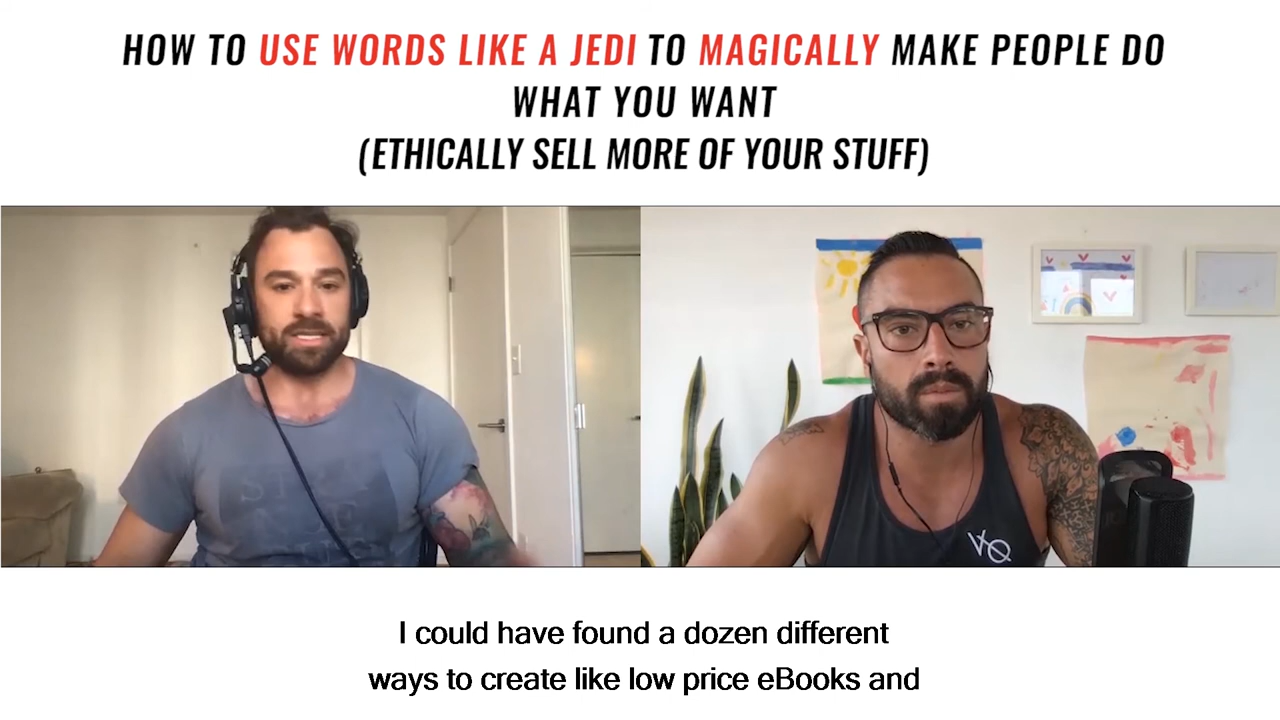 HOW TO USE WORDS LIKE A JEDI TO MAGICALLY MAKE PEOPLE DO
WHAT YOU WANT
(ETHICALLY SELL MORE OF YOUR STUFF)
VQ
I could have found a dozen different
ways to create like low price eBooks and